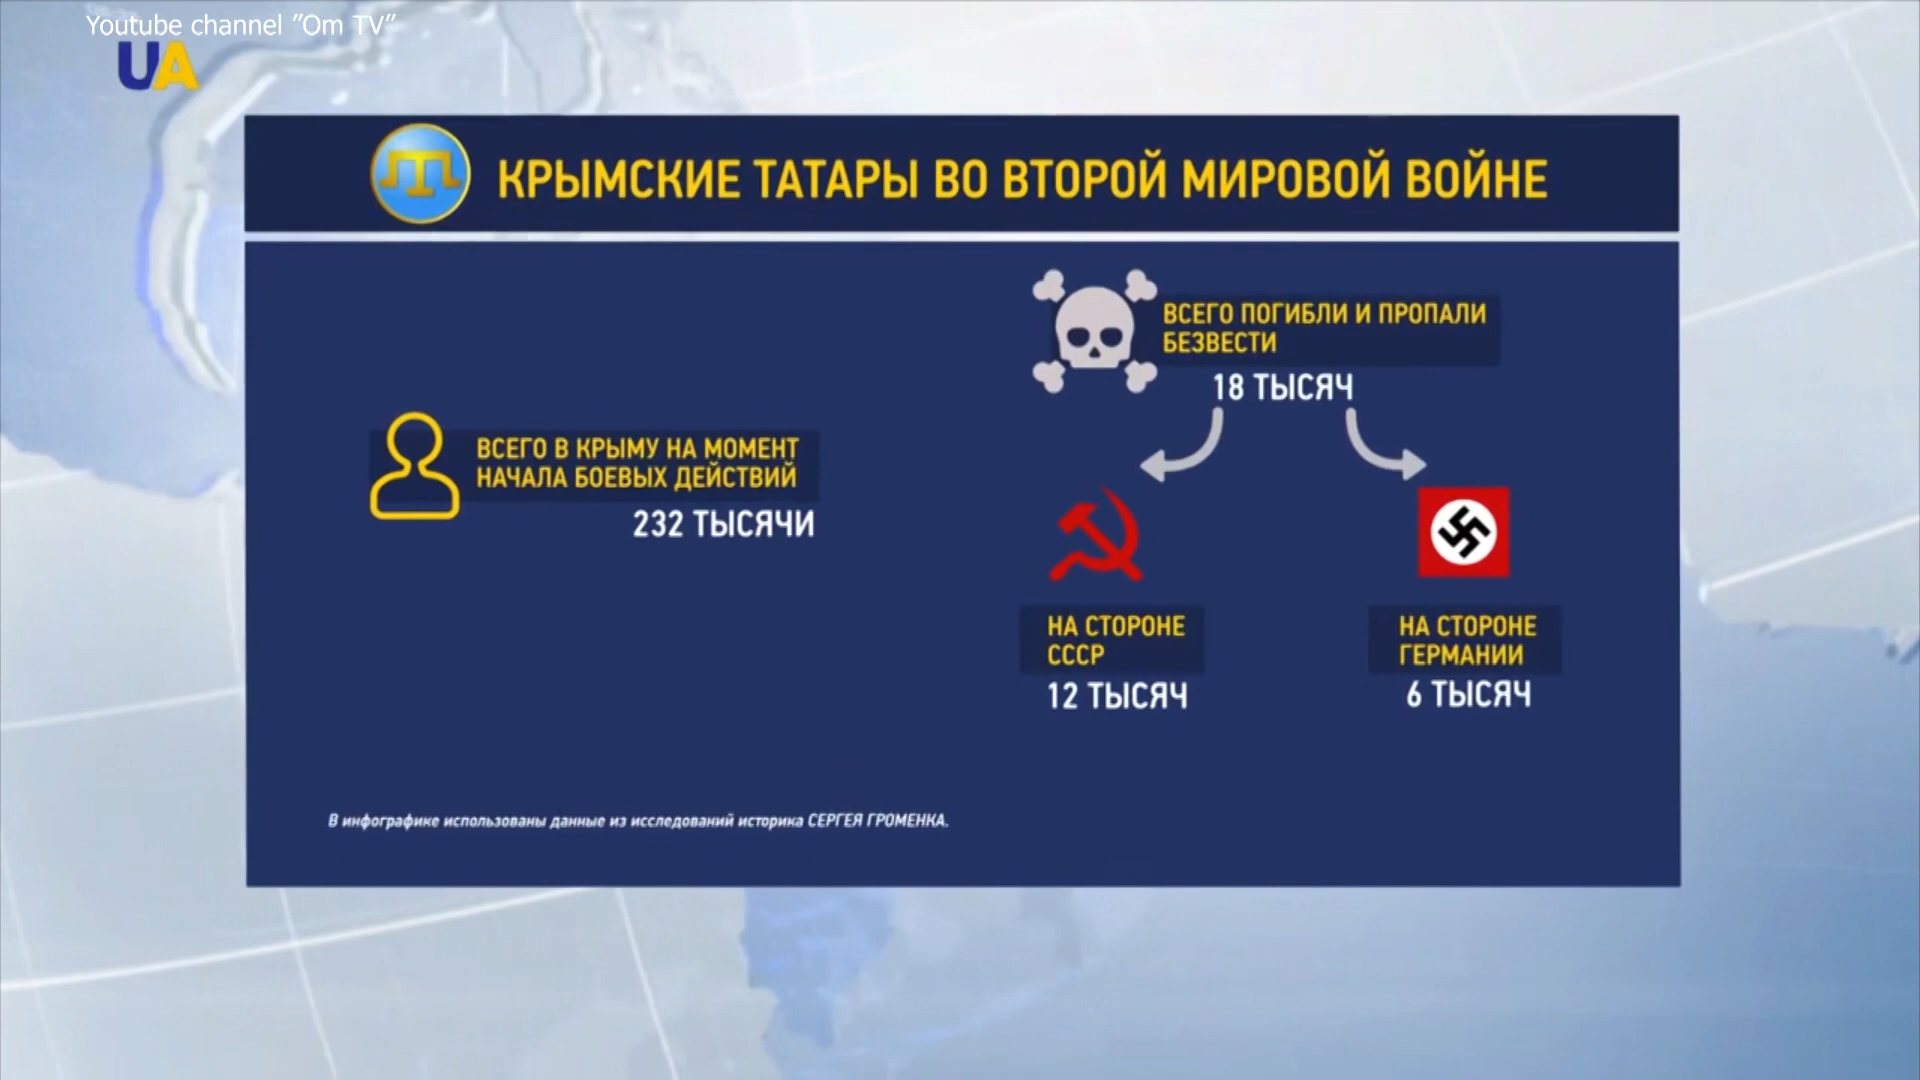 Youtube channel "Om TV"
UA
КРЫМСКИЕ ТАТАРЫ ВО ВТОРОЙ МИРОВОЙ ВОЙНЕ
ВСЕГО В КРЫМУ НА МОМЕНТ
НАЧАЛА БОЕВЫХ ДЕЙСТВИЙ
232 ТЫСЯЧИ
ВСЕГО ПОГИБЛИ И ПРОПАЛИ
БЕЗВЕСТИ
18 ТЫСЯЧ
НА СТОРОНЕ
СССР
12 ТЫСЯЧ
НА СТОРОНЕ
ГЕРМАНИИ
6 ТЫСЯЧ
В инфографике использованы данные из исследований историка СЕРГЕЯ ГРОМЕНКА.